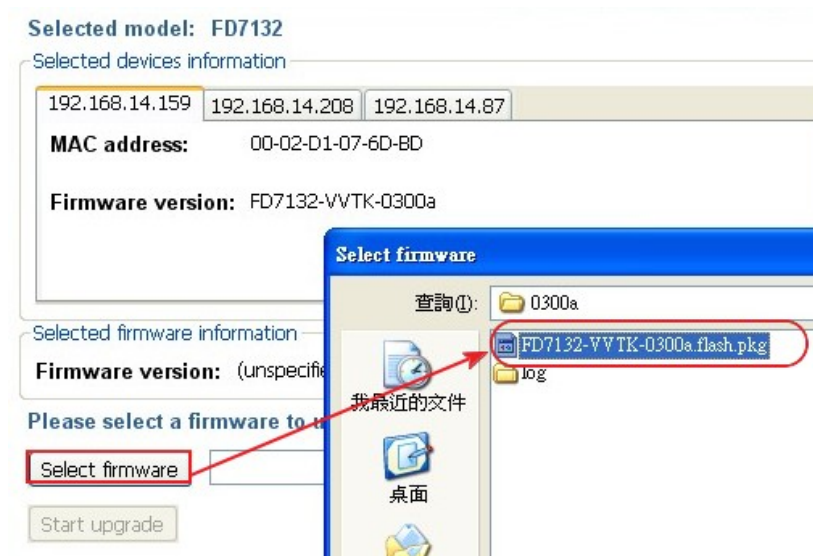 Selected model: FD7132
Selected devices information
192.168.14.159 192.168.14.208 192.168.14.87
MAC address: 00-02-D1-07-6D-BD
Firmware version: FD7132-VVTK-0300a
Select firmware
查詢(I): 0300a
Selected firmware information
FD7132-VVTK-0300a.flash.pkg
Firmware version:
log
我最近的文件
Please select a firmware to
Select firmware
桌面
Start upgrade